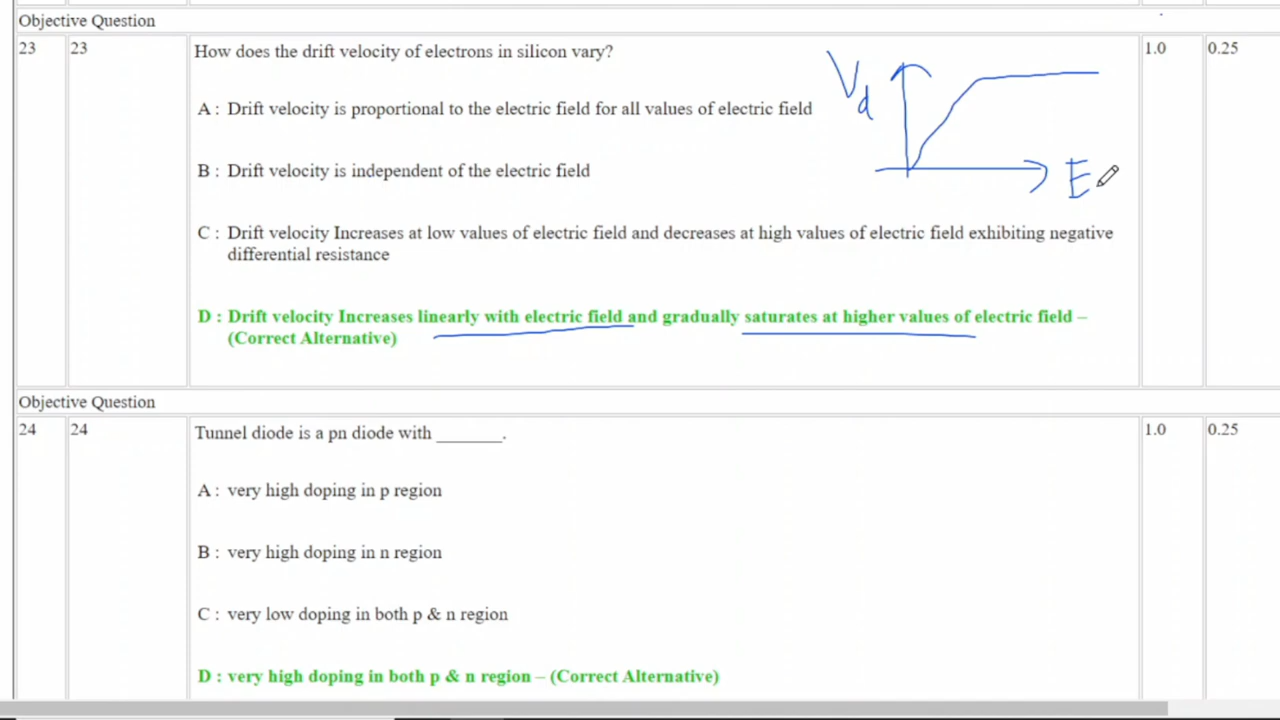 Objective Question
23 23 How does the drift velocity of electrons in silicon vary? 1.0 0.25
A : Drift velocity is proportional to the electric field for all values of electric field
B : Drift velocity is independent of the electric field
C : Drift velocity Increases at low values of electric field and decreases at high values of electric field exhibiting negative
differential resistance
D : Drift velocity Increases linearly with electric field and gradually saturates at higher values of electric field –
(Correct Alternative)
Vd
E
Objective Question
24 24 Tunnel diode is a pn diode with _______. 1.0 0.25
A : very high doping in p region
B : very high doping in n region
C : very low doping in both p & n region
D : very high doping in both p & n region – (Correct Alternative)